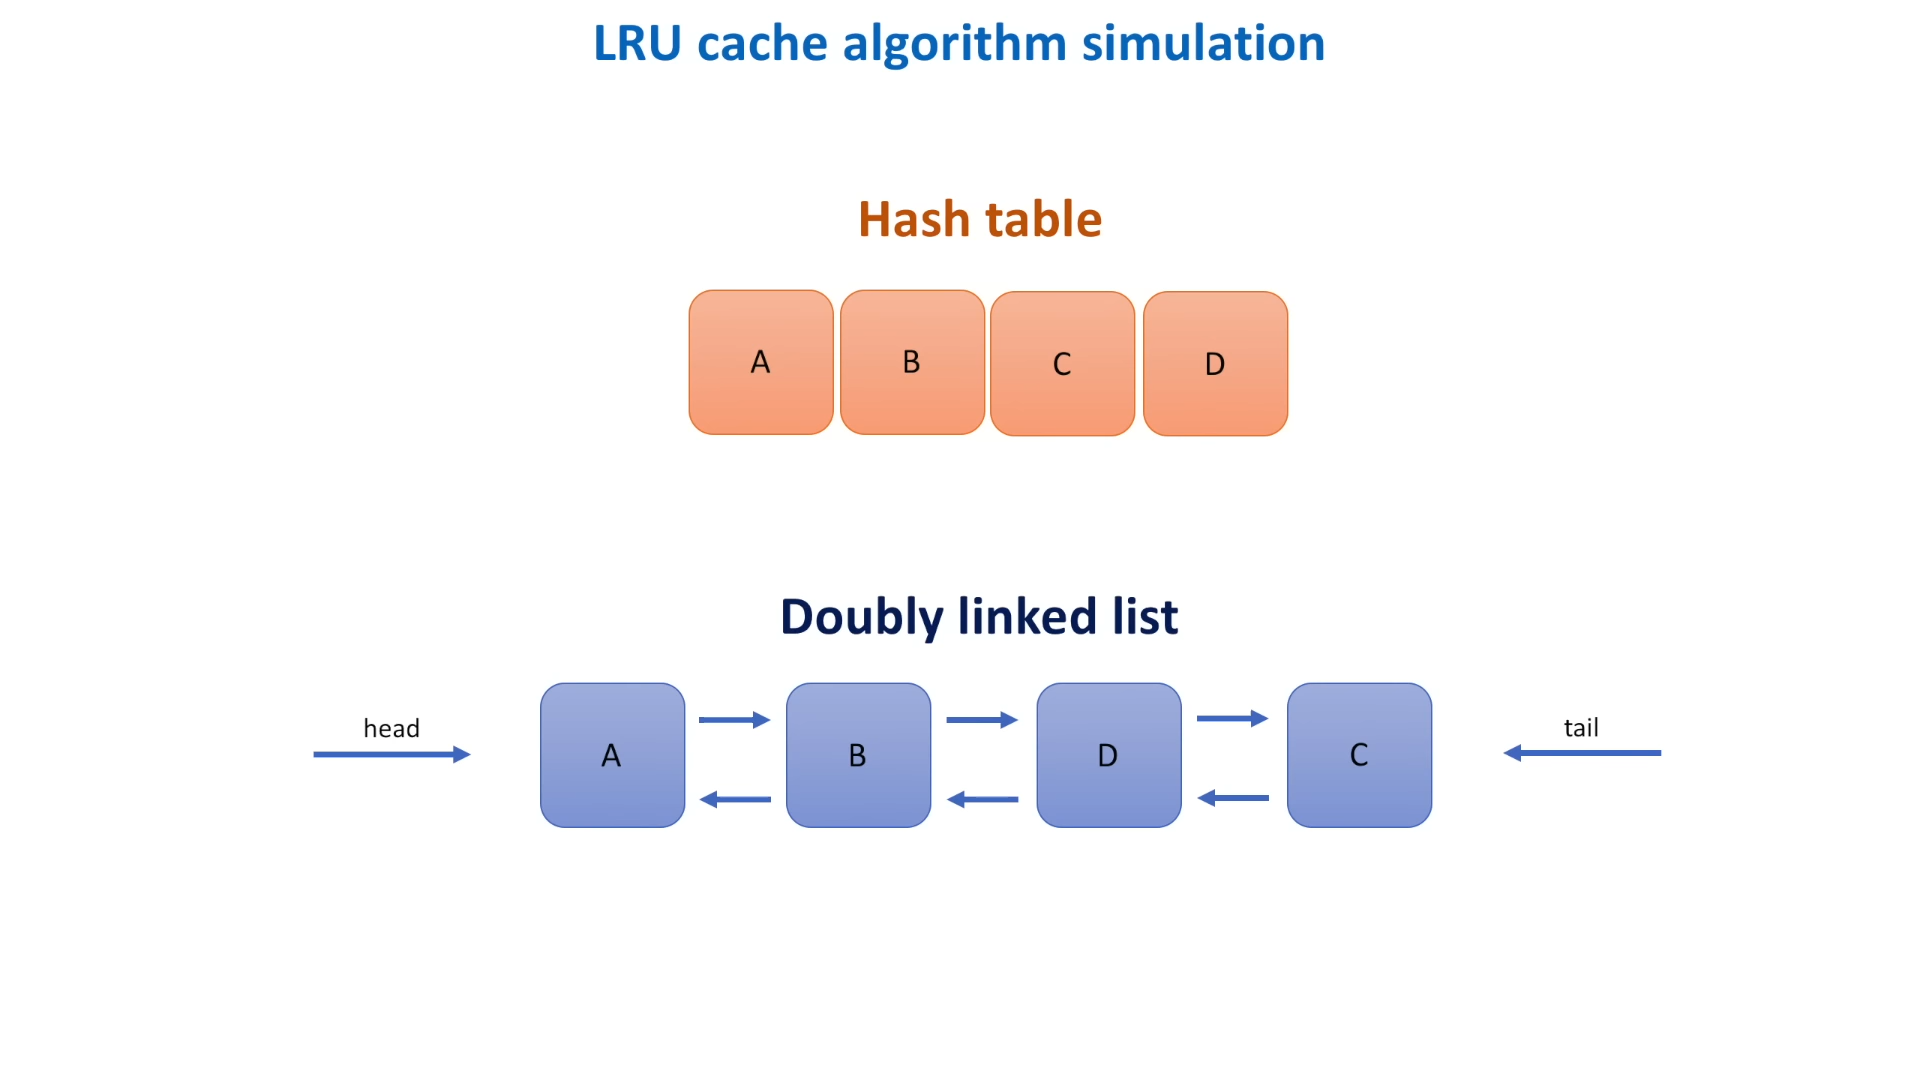 LRU cache algorithm simulation
Hash table
A B C D
Doubly linked list
head A B D C tail